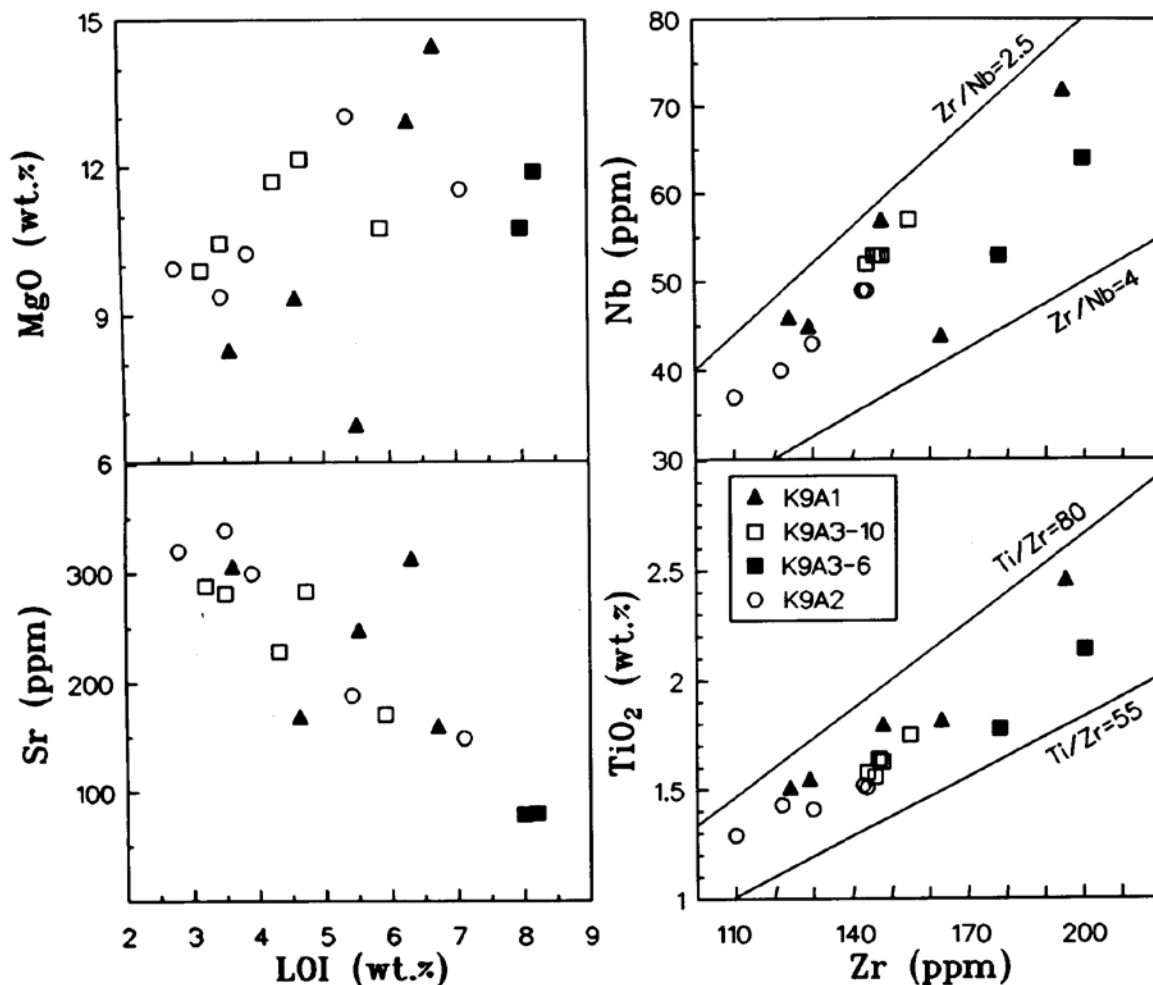 15
12
9
6
MgO (wt.%)
300
200
100
Sr (ppm)
2 3 4 5 6 7 8 9
LOI (wt.%)
80
70
60
50
40
30
Nb (ppm)
Zr/Nb=2.5
Zr/Nb=4
K9A1
K9A3-10
K9A3-6
K9A2
Ti/Zr=80
Ti/Zr=55
2.5
2
1.5
1
TiO2 (wt.%)
110 140 170 200
Zr (ppm)